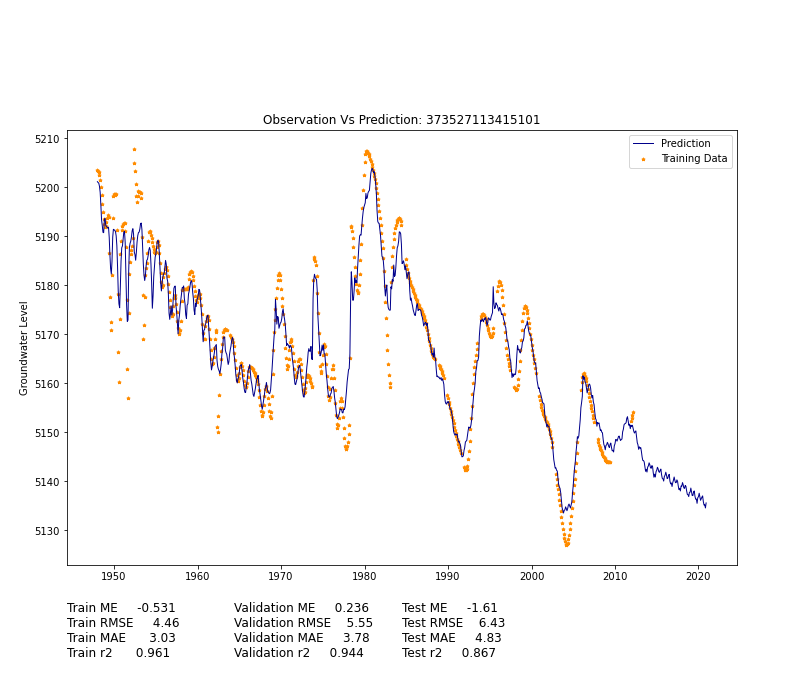 Observation Vs Prediction: 373527113415101
Prediction
Training Data
Groundwater Level
5210
5200
5190
5180
5170
5160
5150
5140
5130
1950 1960 1970 1980 1990 2000 2010 2020
Train ME -0.531 Validation ME 0.236 Test ME -1.61
Train RMSE 4.46 Validation RMSE 5.55 Test RMSE 6.43
Train MAE 3.03 Validation MAE 3.78 Test MAE 4.83
Train r2 0.961 Validation r2 0.944 Test r2 0.867